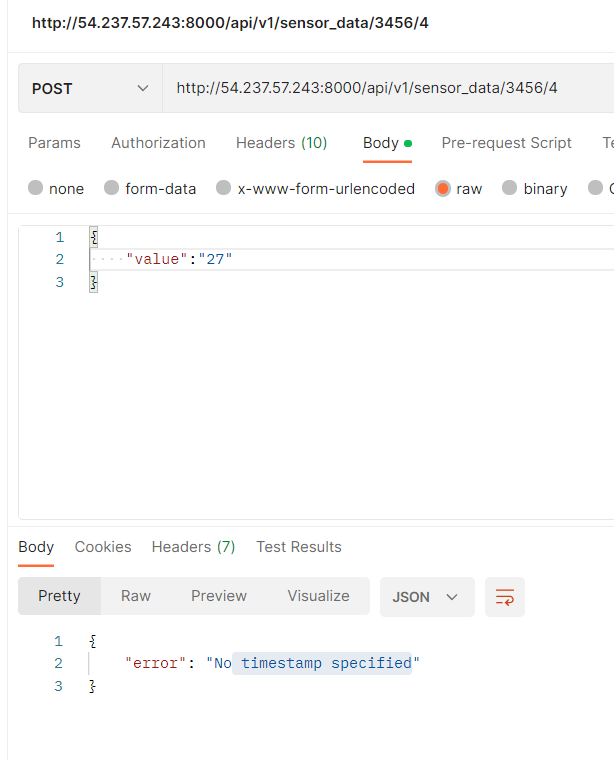 http://54.237.57.243:8000/api/v1/sensor_data/3456/4
POST http://54.237.57.243:8000/api/v1/sensor_data/3456/4
Params Authorization Headers (10) Body Pre-request Script Te
none form-data x-www-form-urlencoded raw binary
1 {
2 "value":"27"
3 }
Body Cookies Headers (7) Test Results
Pretty Raw Preview Visualize JSON
1 {
2 "error": "No timestamp specified"
3 }